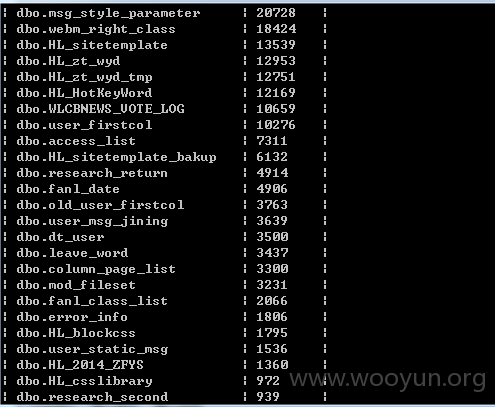 | dbo.msg_style_parameter | 20728 |
| dbo.webm_right_class | 18424 |
| dbo.HL_sitetemplate | 13539 |
| dbo.HL_zt_wyd | 12953 |
| dbo.HL_zt_wyd_tmp | 12751 |
| dbo.HL_HotKeyWord | 12169 |
| dbo.WLCBNEWS_VOTE_LOG | 10659 |
| dbo.user_firstcol | 10276 |
| dbo.access_list | 7311 |
| dbo.HL_sitetemplate_bakup | 6132 |
| dbo.research_return | 4914 |
| dbo.fanl_date | 4906 |
| dbo.old_user_firstcol | 3763 |
| dbo.user_msg_jining | 3639 |
| dbo.dt_user | 3500 |
| dbo.leave_word | 3437 |
| dbo.column_page_list | 3300 |
| dbo.mod_fileset | 3231 |
| dbo.fanl_class_list | 2066 |
| dbo.error_info | 1806 |
| dbo.HL_blockcss | 1795 |
| dbo.user_static_msg | 1536 |
| dbo.HL_2014_ZFYS | 1360 |
| dbo.HL_csslibrary | 972 |
| dbo.research_second | 939 |
www.wooyun.org